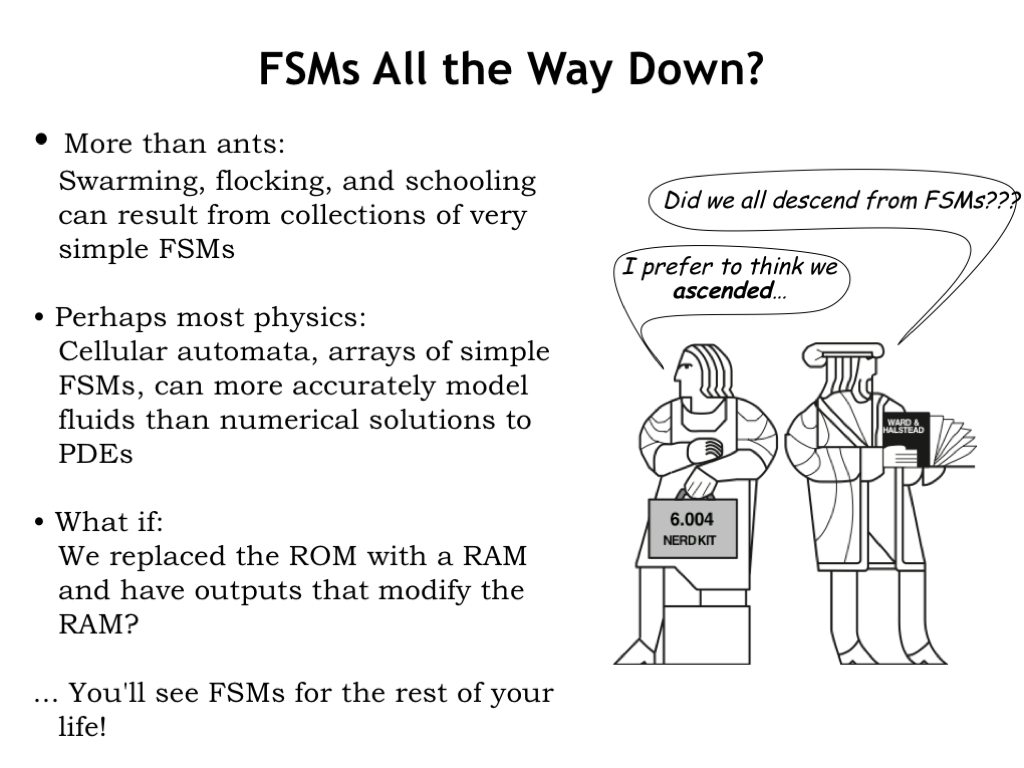 FSMs All the Way Down?
• More than ants:
Swarming, flocking, and schooling
can result from collections of very
simple FSMs
• Perhaps most physics:
Cellular automata, arrays of simple
FSMs, can more accurately model
fluids than numerical solutions to
PDEs
• What if:
We replaced the ROM with a RAM
and have outputs that modify the
RAM?
... You'll see FSMs for the rest of your
life!
Did we all descend from FSMs???
I prefer to think we
ascended...
WARD &
HALSTEAD
6.004
NERD KIT